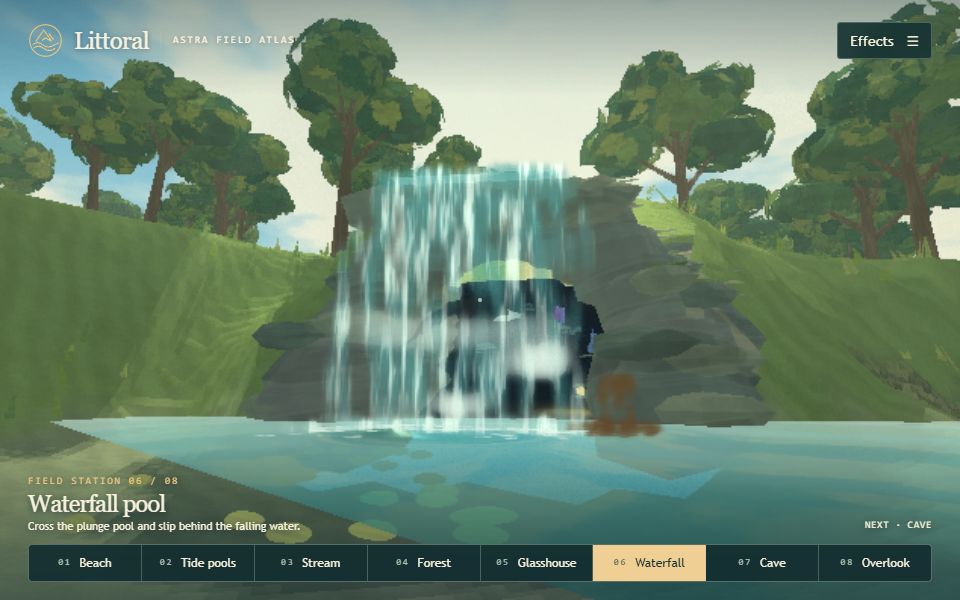 Littoral
ASTRA FIELD ATLAS
Effects
FIELD STATION 06 / 08
Waterfall pool
Cross the plunge pool and slip behind the falling water.
NEXT · CAVE
01 Beach
02 Tide pools
03 Stream
04 Forest
05 Glasshouse
06 Waterfall
07 Cave
08 Overlook